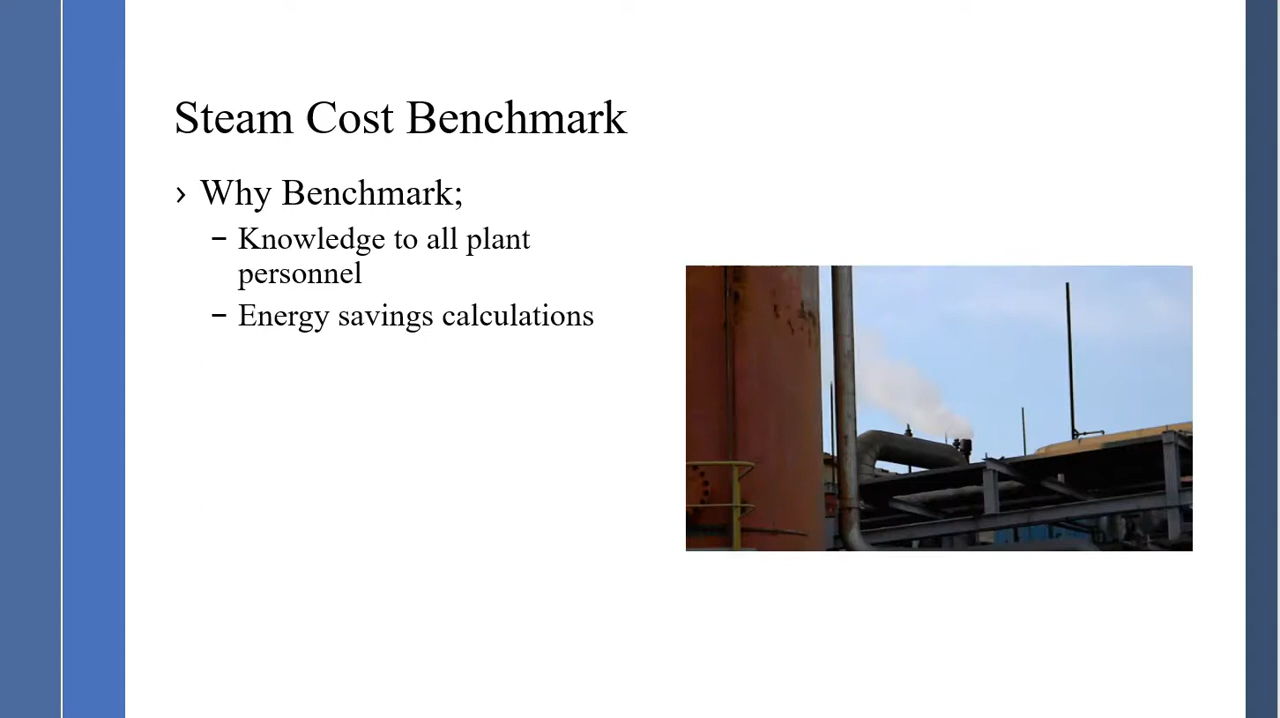 Steam Cost Benchmark
› Why Benchmark;
– Knowledge to all plant
personnel
– Energy savings calculations